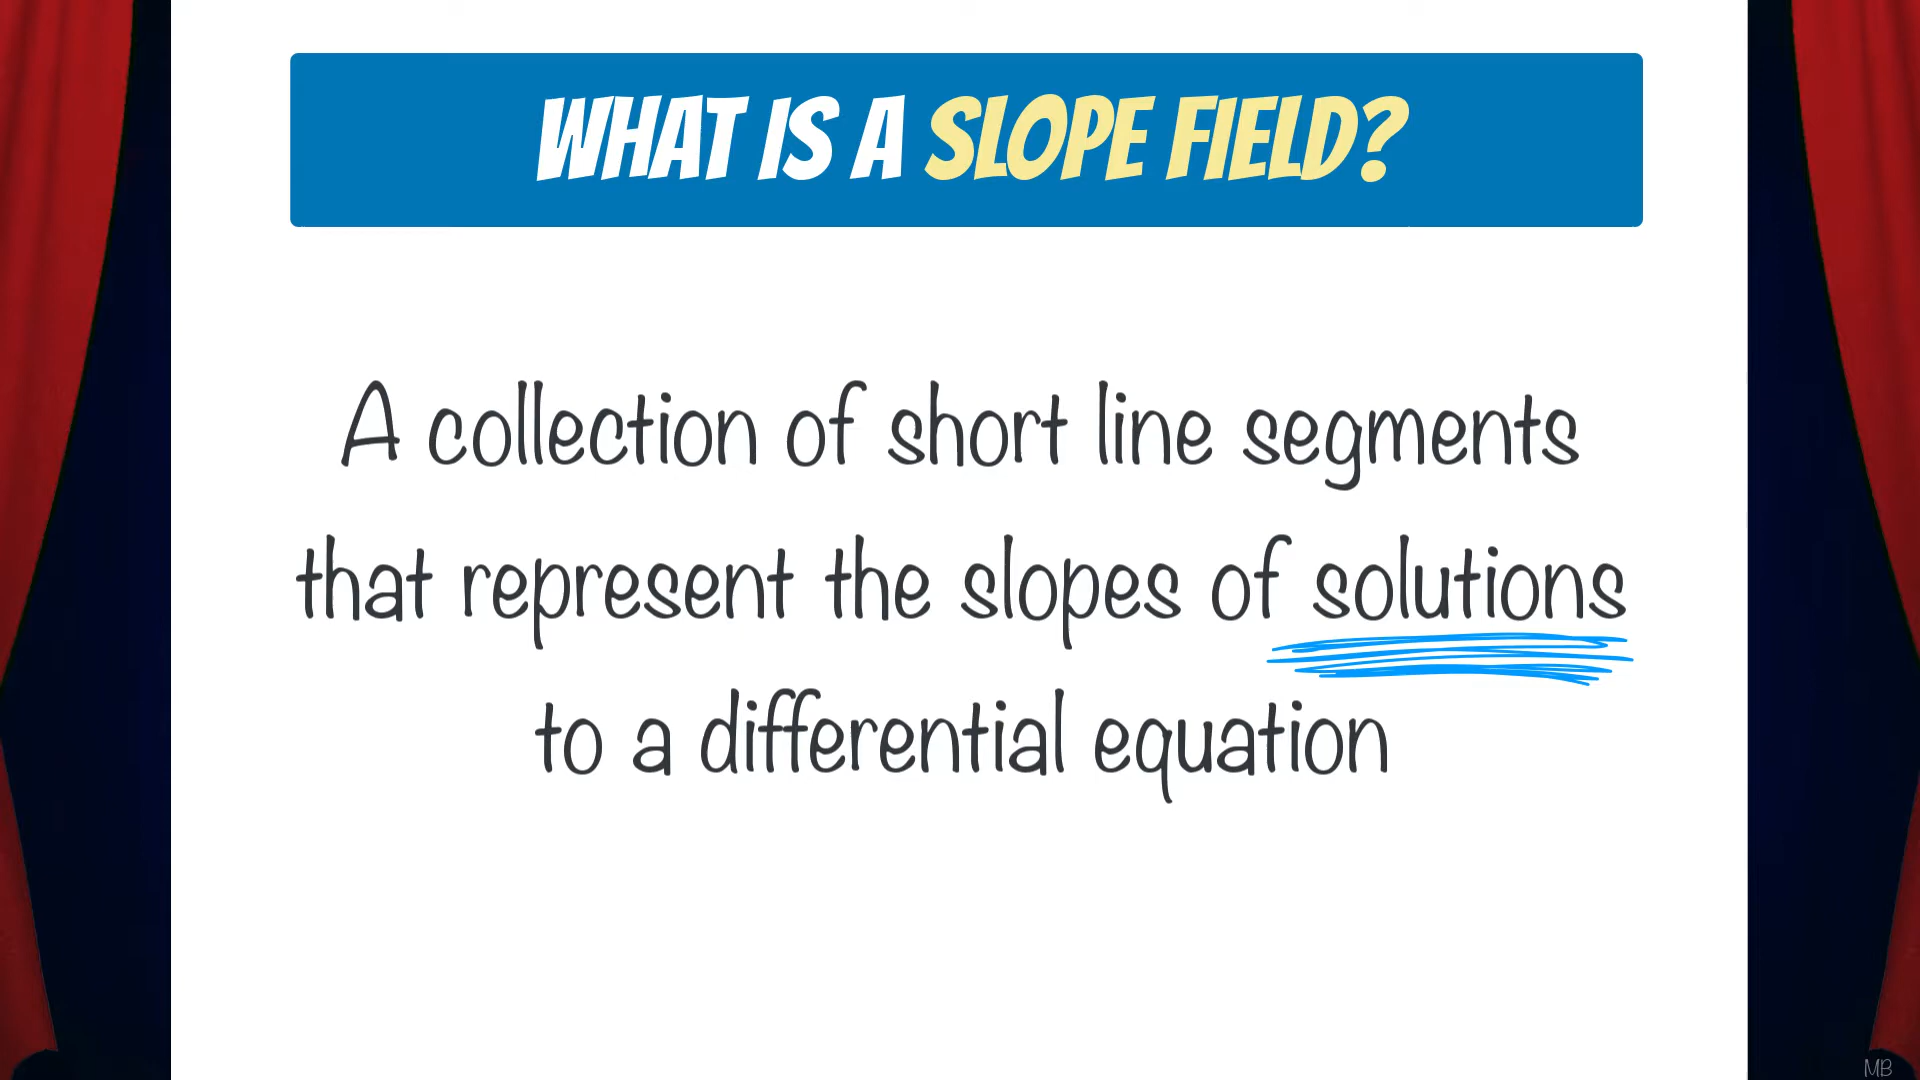 WHAT IS A SLOPE FIELD?
A collection of short line segments
that represent the slopes of solutions
to a differential equation
MB